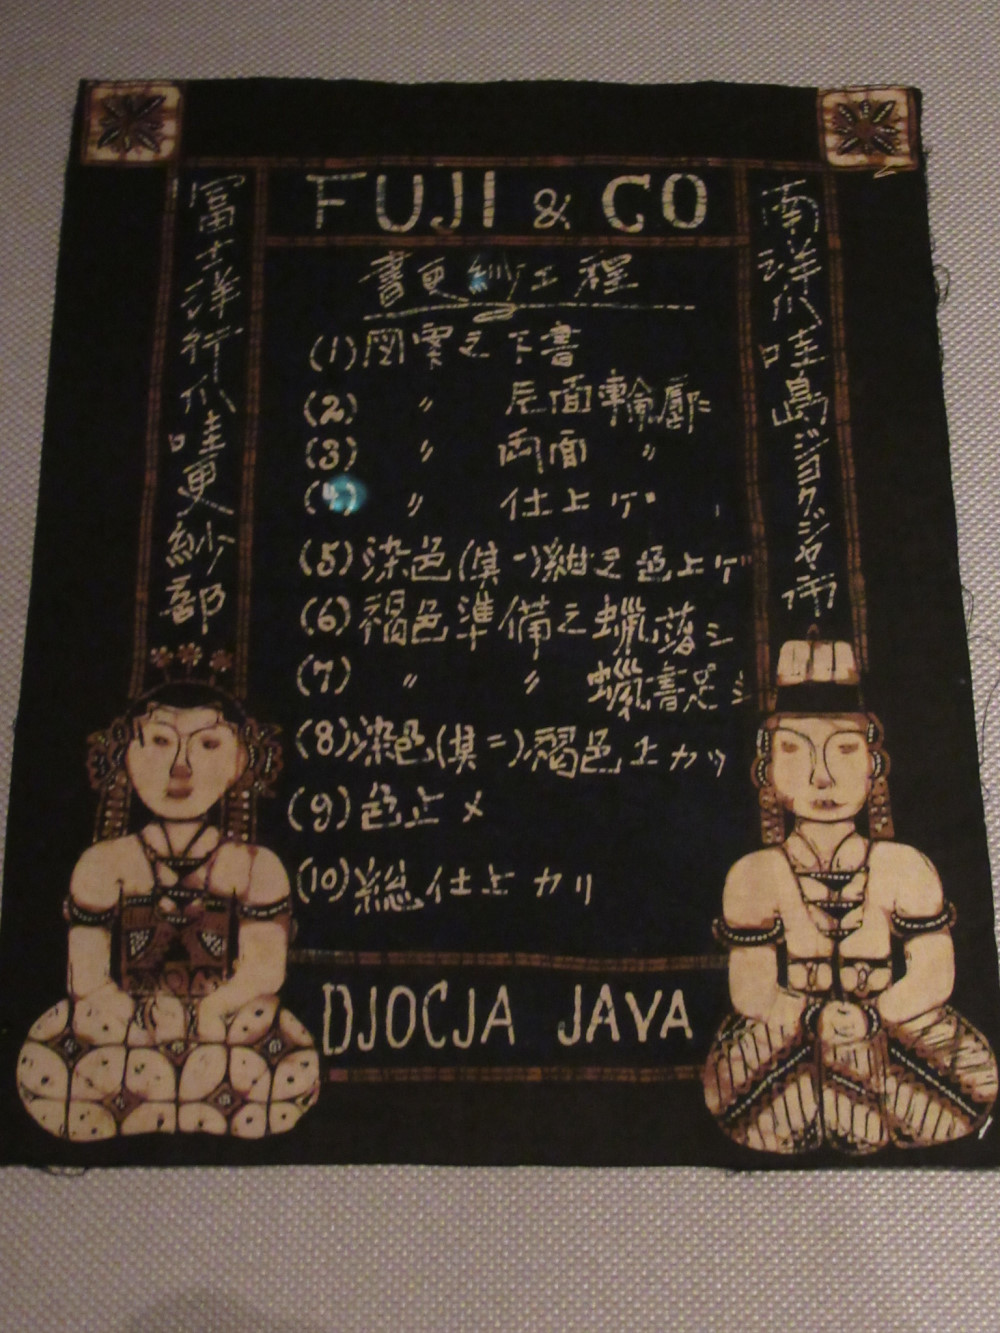 FUJI & CO
南洋爪哇島ジョクジャ市
冨士洋行爪哇更紗部
書更紗工程
(1)図案之下書
(2) 〃 片面輪廓
(3) 〃 両面 〃
(4) 〃 仕上ゲ
(5)染色(其一)紺之色上ゲ
(6)褐色準備之蠟落シ
(7) 〃 〃 蠟書足シ
(8)染色(其二)褐色上カリ
(9)色止メ
(10)総仕上カリ
DJOCJA JAVA